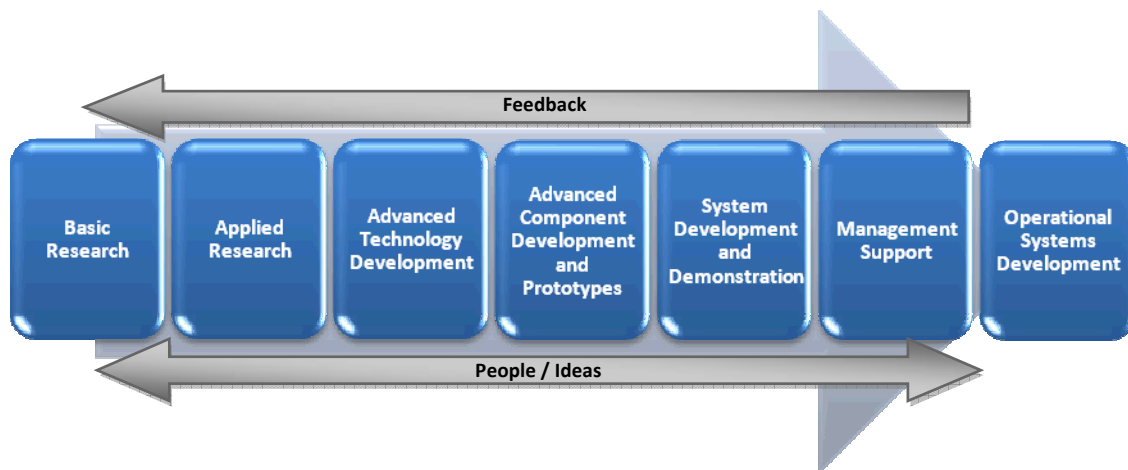 Feedback
Basic
Research
Applied
Research
Advanced
Technology
Development
Advanced
Component
Development
and
Prototypes
System
Development
and
Demonstration
Management
Support
Operational
Systems
Development
People / Ideas